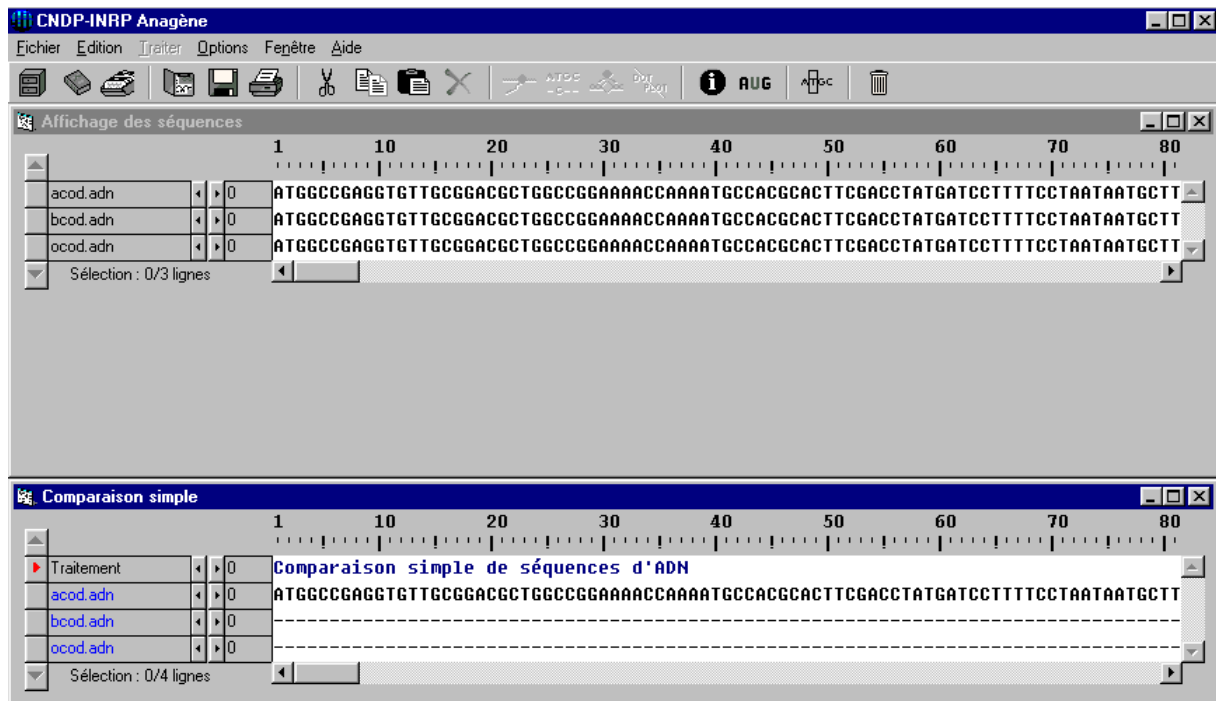 CNDP-INRP Anagène
Fichier Edition Traiter Options Fenêtre Aide
AUG
Affichage des séquences
1 10 20 30 40 50 60 70 80
acod.adn 0 ATGGCCGAGGTGTTGCGGACGCTGGCCGGAAAACCAAAATGCCACGCACTTCGACCTATGATCCTTTTCCTAATAATGCTT
bcod.adn 0 ATGGCCGAGGTGTTGCGGACGCTGGCCGGAAAACCAAAATGCCACGCACTTCGACCTATGATCCTTTTCCTAATAATGCTT
ocod.adn 0 ATGGCCGAGGTGTTGCGGACGCTGGCCGGAAAACCAAAATGCCACGCACTTCGACCTATGATCCTTTTCCTAATAATGCTT
Sélection : 0/3 lignes
Comparaison simple
1 10 20 30 40 50 60 70 80
Traitement 0 Comparaison simple de séquences d'ADN
acod.adn 0 ATGGCCGAGGTGTTGCGGACGCTGGCCGGAAAACCAAAATGCCACGCACTTCGACCTATGATCCTTTTCCTAATAATGCTT
bcod.adn 0 ---------------------------------------------------------------------------------
ocod.adn 0 ---------------------------------------------------------------------------------
Sélection : 0/4 lignes